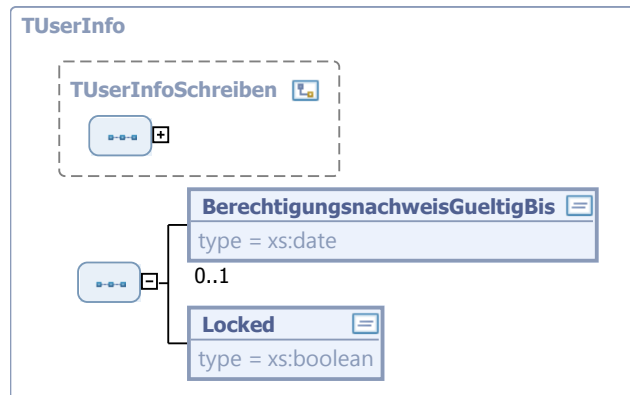 TUserInfo
TUserInfoSchreiben
BerechtigungsnachweisGueltigBis
type = xs:date
0..1
Locked
type = xs:boolean